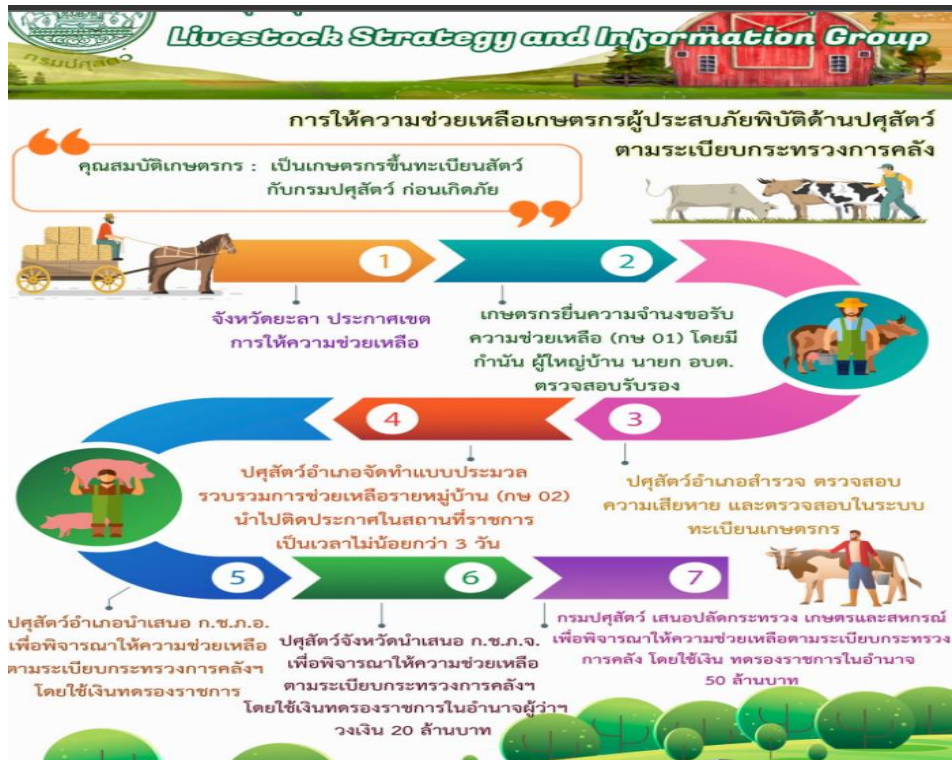 Livestock Strategy and Information Group
กรมปศุสัตว์
การให้ความช่วยเหลือเกษตรกรผู้ประสบภัยพิบัติด้านปศุสัตว์
ตามระเบียบกระทรวงการคลัง
คุณสมบัติเกษตรกร : เป็นเกษตรกรขึ้นทะเบียนสัตว์
กับกรมปศุสัตว์ ก่อนเกิดภัย
1
2
จังหวัดยะลา ประกาศเขต
การให้ความช่วยเหลือ
เกษตรกรยื่นความจำนงขอรับ
ความช่วยเหลือ (กษ 01) โดยมี
กำนัน ผู้ใหญ่บ้าน นายก อบต.
ตรวจสอบรับรอง
3
4
ปศุสัตว์อำเภอสำรวจ ตรวจสอบ
ความเสียหาย และตรวจสอบในระบบ
ทะเบียนเกษตรกร
ปศุสัตว์อำเภอจัดทำแบบประมวล
รวบรวมการช่วยเหลือรายหมู่บ้าน (กษ 02)
นำไปติดประกาศในสถานที่ราชการ
เป็นเวลาไม่น้อยกว่า 3 วัน
5
6
7
ปศุสัตว์อำเภอนำเสนอ ก.ช.ภ.อ.
เพื่อพิจารณาให้ความช่วยเหลือ
ตามระเบียบกระทรวงการคลังฯ
โดยใช้เงินทดรองราชการ
ปศุสัตว์จังหวัดนำเสนอ ก.ช.ภ.จ.
เพื่อพิจารณาให้ความช่วยเหลือ
ตามระเบียบกระทรวงการคลังฯ
โดยใช้เงินทดรองราชการในอำนาจผู้ว่าฯ
วงเงิน 20 ล้านบาท
กรมปศุสัตว์ เสนอปลัดกระทรวง เกษตรและสหกรณ์
เพื่อพิจารณาให้ความช่วยเหลือตามระเบียบกระทรวง
การคลัง โดยใช้เงิน ทดรองราชการในอำนาจ
50 ล้านบาท